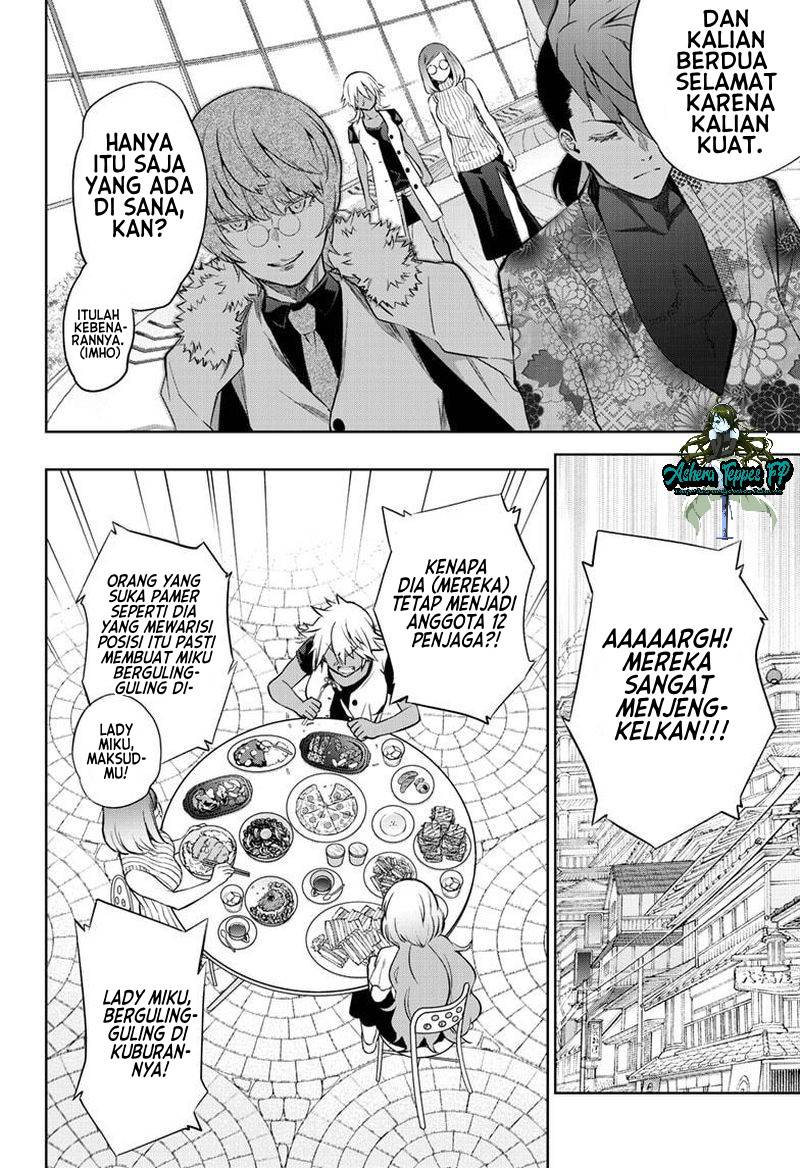 DAN
KALIAN
BERDUA
SELAMAT
KARENA
KALIAN
KUAT.
HANYA
ITU SAJA
YANG ADA
DI SANA,
KAN?
ITULAH
KEBENA-
RANNYA.
(IMHO)
Ashera Teppes FP
AAAAARGH!
MEREKA
SANGAT
MENJENG-
KELKAN!!!
KENAPA
DIA (MEREKA)
TETAP MENJADI
ANGGOTA 12
PENJAGA?!
ORANG YANG
SUKA PAMER
SEPERTI DIA
YANG MEWARISI
POSISI ITU PASTI
MEMBUAT MIKU
BERGULING-
GULING DI-
LADY
MIKU,
MAKSUD-
MU!
LADY MIKU,
BERGULING-
GULING DI
KUBURAN-
NYA!